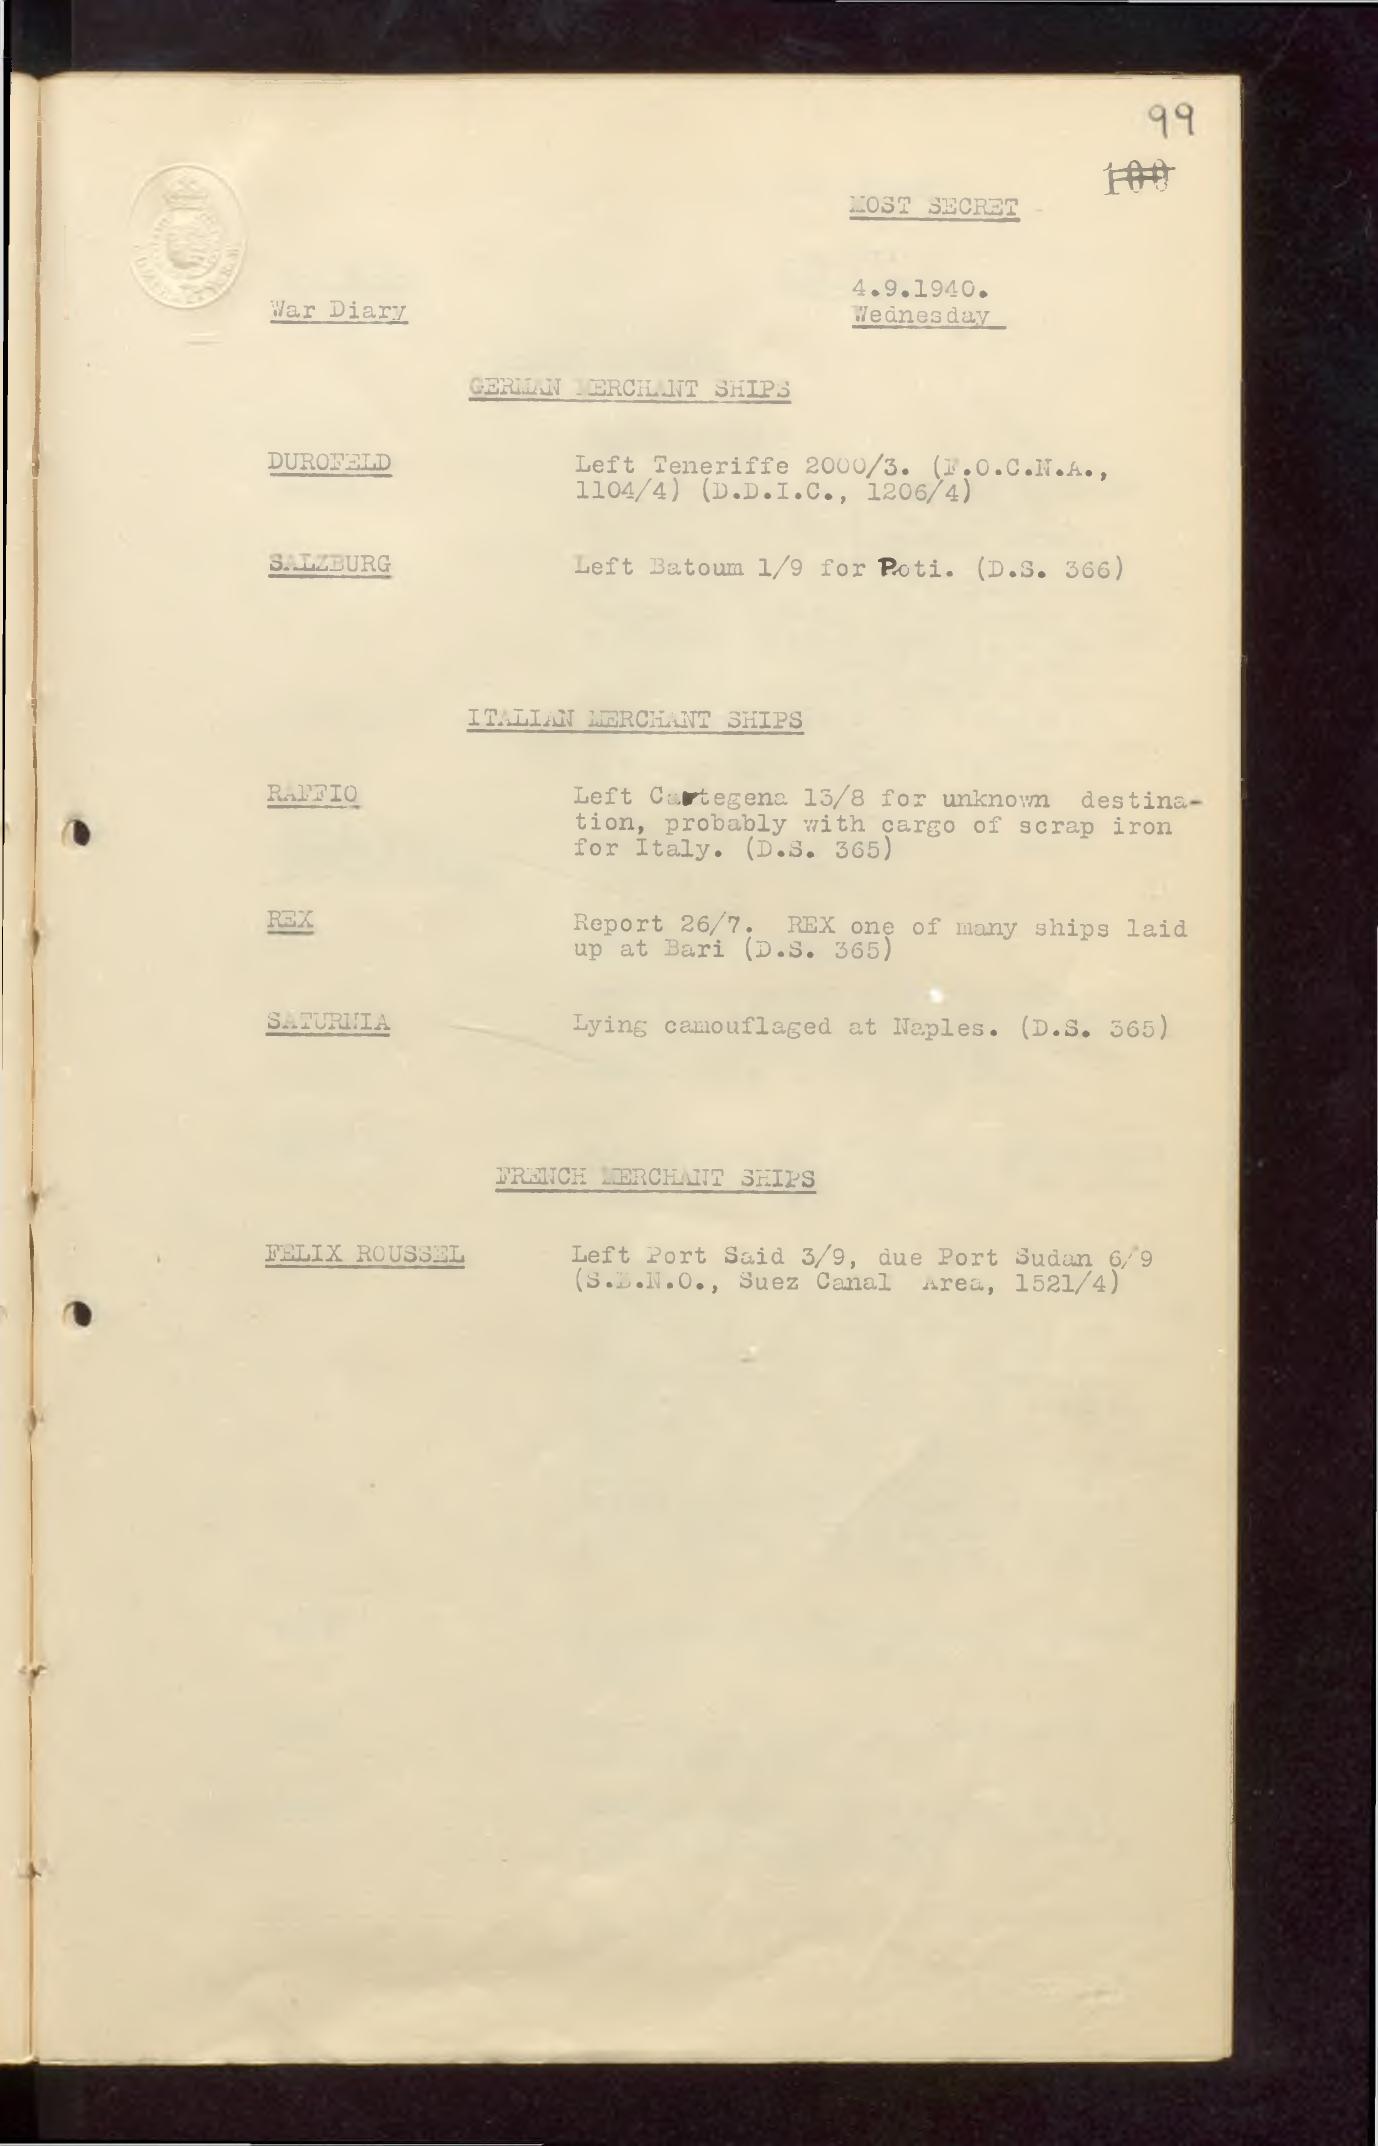 99
100
MOST SECRET
4.9.1940.
War Diary
Wednesday
GERMAN MERCHANT SHIPS
DUROFELD Left Teneriffe 2000/3. (F.O.C.N.A.,
1104/4) (D.D.I.C., 1206/4)
SALZBURG Left Batoum 1/9 for Poti. (D.S. 366)
ITALIAN MERCHANT SHIPS
RAFFIO Left Cartegena 13/8 for unknown destina-
tion, probably with cargo of scrap iron
for Italy. (D.S. 365)
REX Report 26/7. REX one of many ships laid
up at Bari (D.S. 365)
SATURNIA Lying camouflaged at Naples. (D.S. 365)
FRENCH MERCHANT SHIPS
FELIX ROUSSEL Left Port Said 3/9, due Port Sudan 6/9
(S.B.N.O., Suez Canal Area, 1521/4)